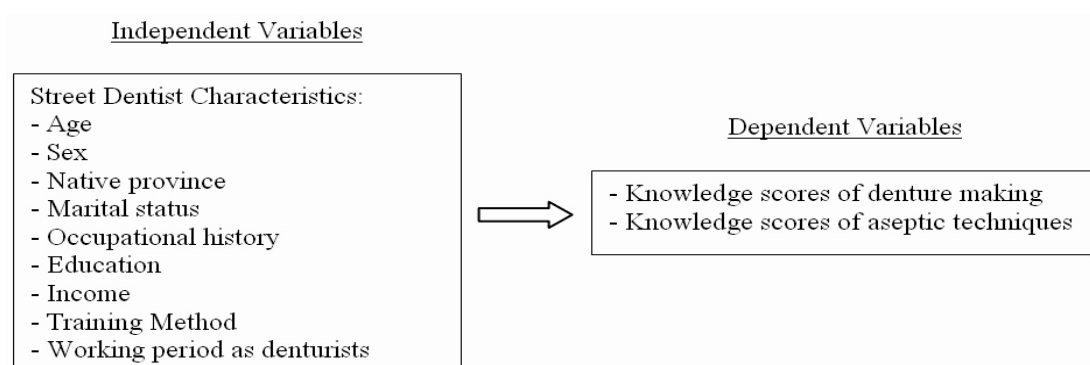 Independent Variables
Street Dentist Characteristics:
- Age
- Sex
- Native province
- Marital status
- Occupational history
- Education
- Income
- Training Method
- Working period as denturists
Dependent Variables
- Knowledge scores of denture making
- Knowledge scores of aseptic techniques